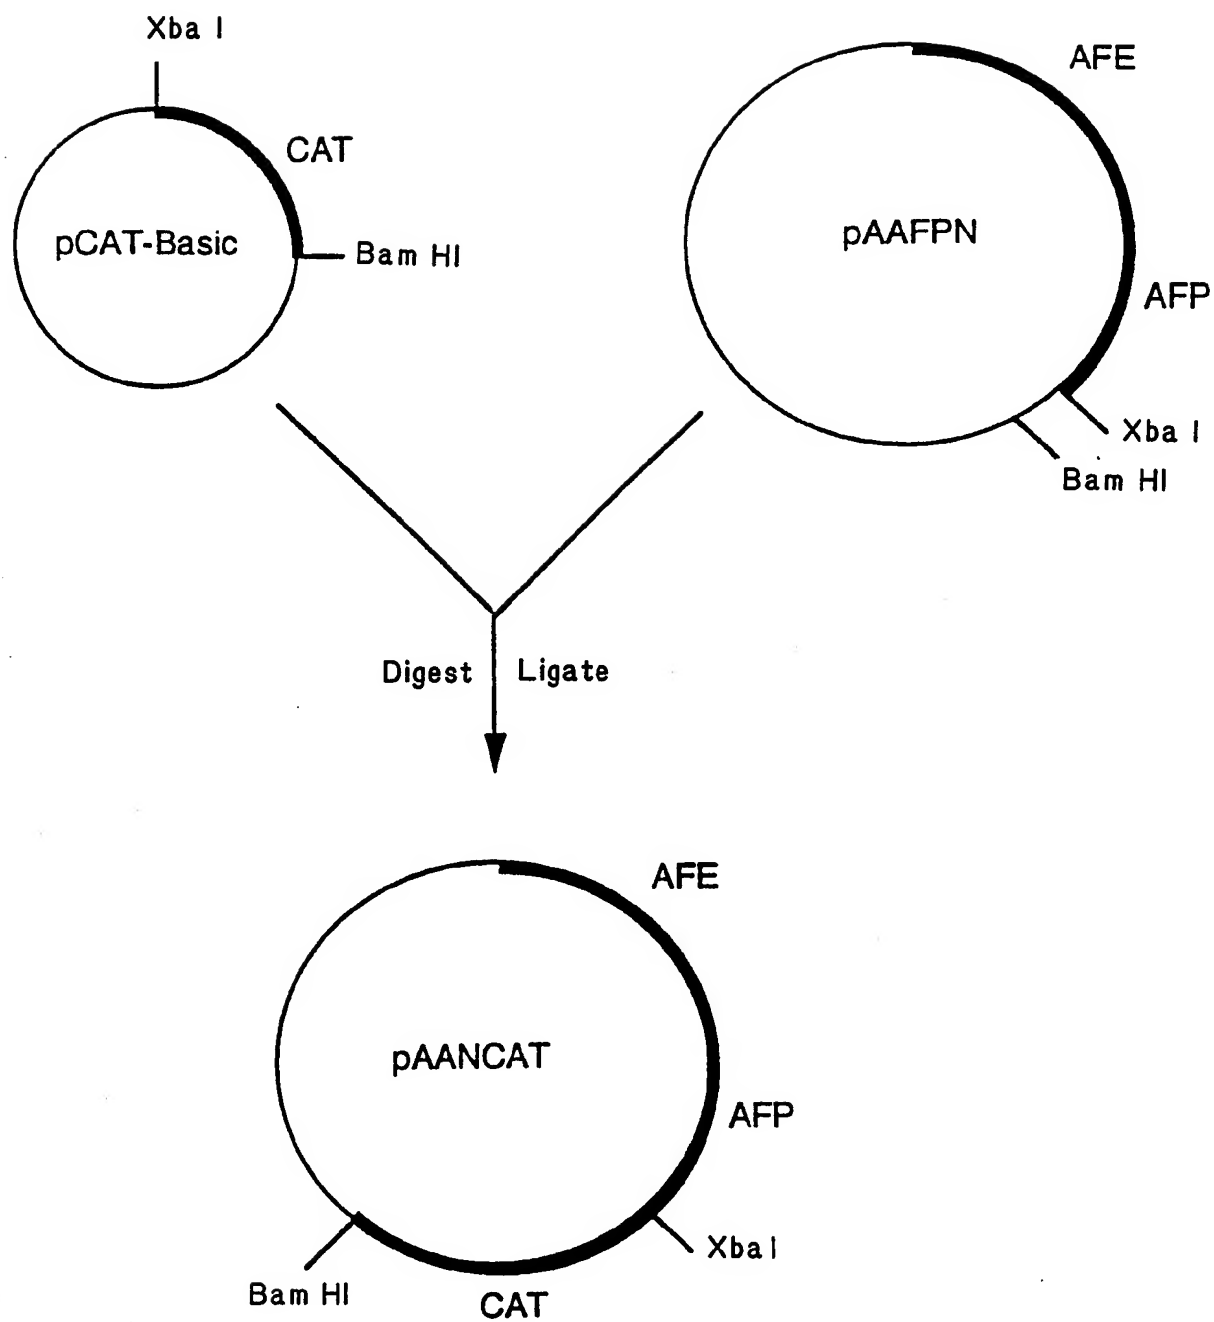 Xba I
CAT
pCAT-Basic
Bam HI
AFE
pAAFPN
AFP
Xba I
Bam HI
Digest
Ligate
AFE
pAANCAT
AFP
Xba I
Bam HI
CAT